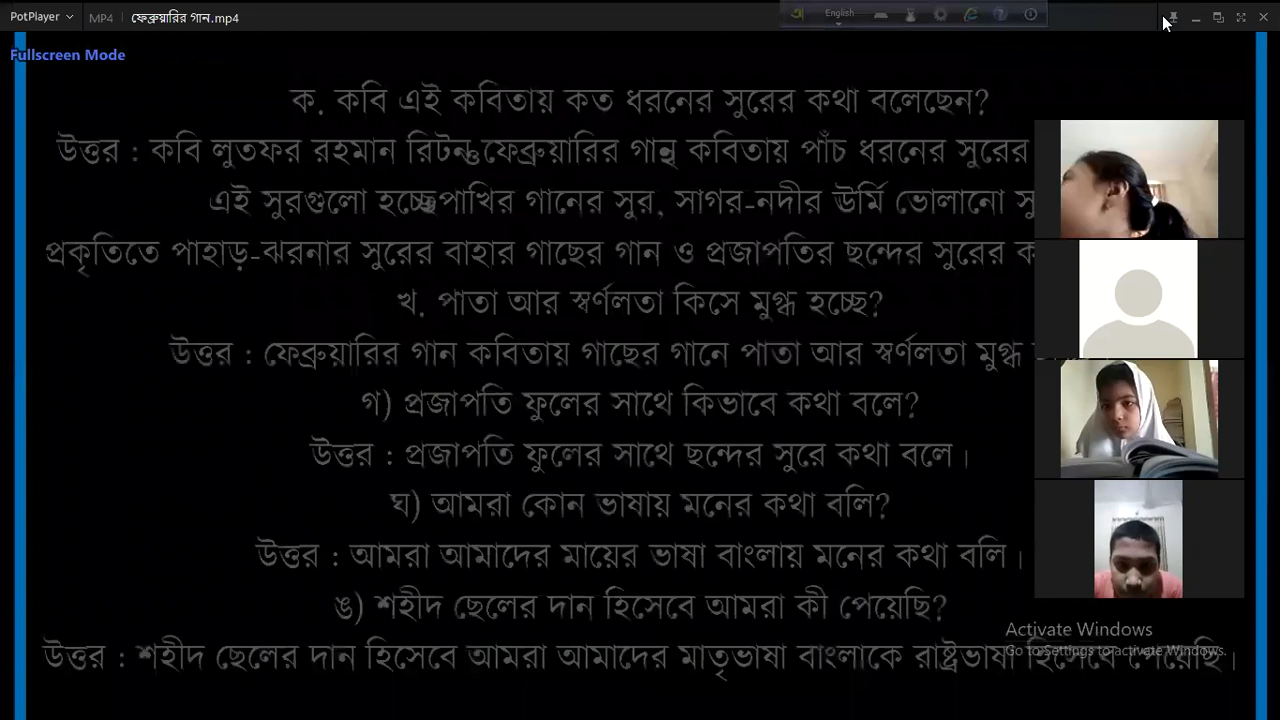 PotPlayer MP4 ফেব্রুয়ারির গান.mp4 English
Fullscreen Mode
ক. কবি এই কবিতায় কত ধরনের সুরের কথা বলেছেন?
উত্তর : কবি লুতফর রহমান রিটন ফেব্রুয়ারির গান কবিতায় পাঁচ ধরনের সুরের
এই সুরগুলো হচ্ছে পাখির গানের সুর, সাগর-নদীর ঊর্মি ভোলানো
প্রকৃতিতে পাহাড়-ঝরনার সুরের বাহার গাছের গান ও প্রজাপতির ছন্দের সুরের
খ. পাতা আর স্বর্ণলতা কিসে মুগ্ধ হচ্ছে?
উত্তর : ফেব্রুয়ারির গান কবিতায় গাছের গানে পাতা আর স্বর্ণলতা মুগ্ধ
গ) প্রজাপতি ফুলের সাথে কিভাবে কথা বলে?
উত্তর : প্রজাপতি ফুলের সাথে ছন্দের সুরে কথা বলে।
ঘ) আমরা কোন ভাষায় মনের কথা বলি?
উত্তর : আমরা আমাদের মায়ের ভাষা বাংলায় মনের কথা বলি।
ঙ) শহীদ ছেলের দান হিসেবে আমরা কী পেয়েছি?
উত্তর : শহীদ ছেলের দান হিসেবে আমরা আমাদের মাতৃভাষা বাংলাকে রাষ্ট্রভাষা হিসেবে পেয়েছি।
Activate Windows
Go to Settings to activate Windows.